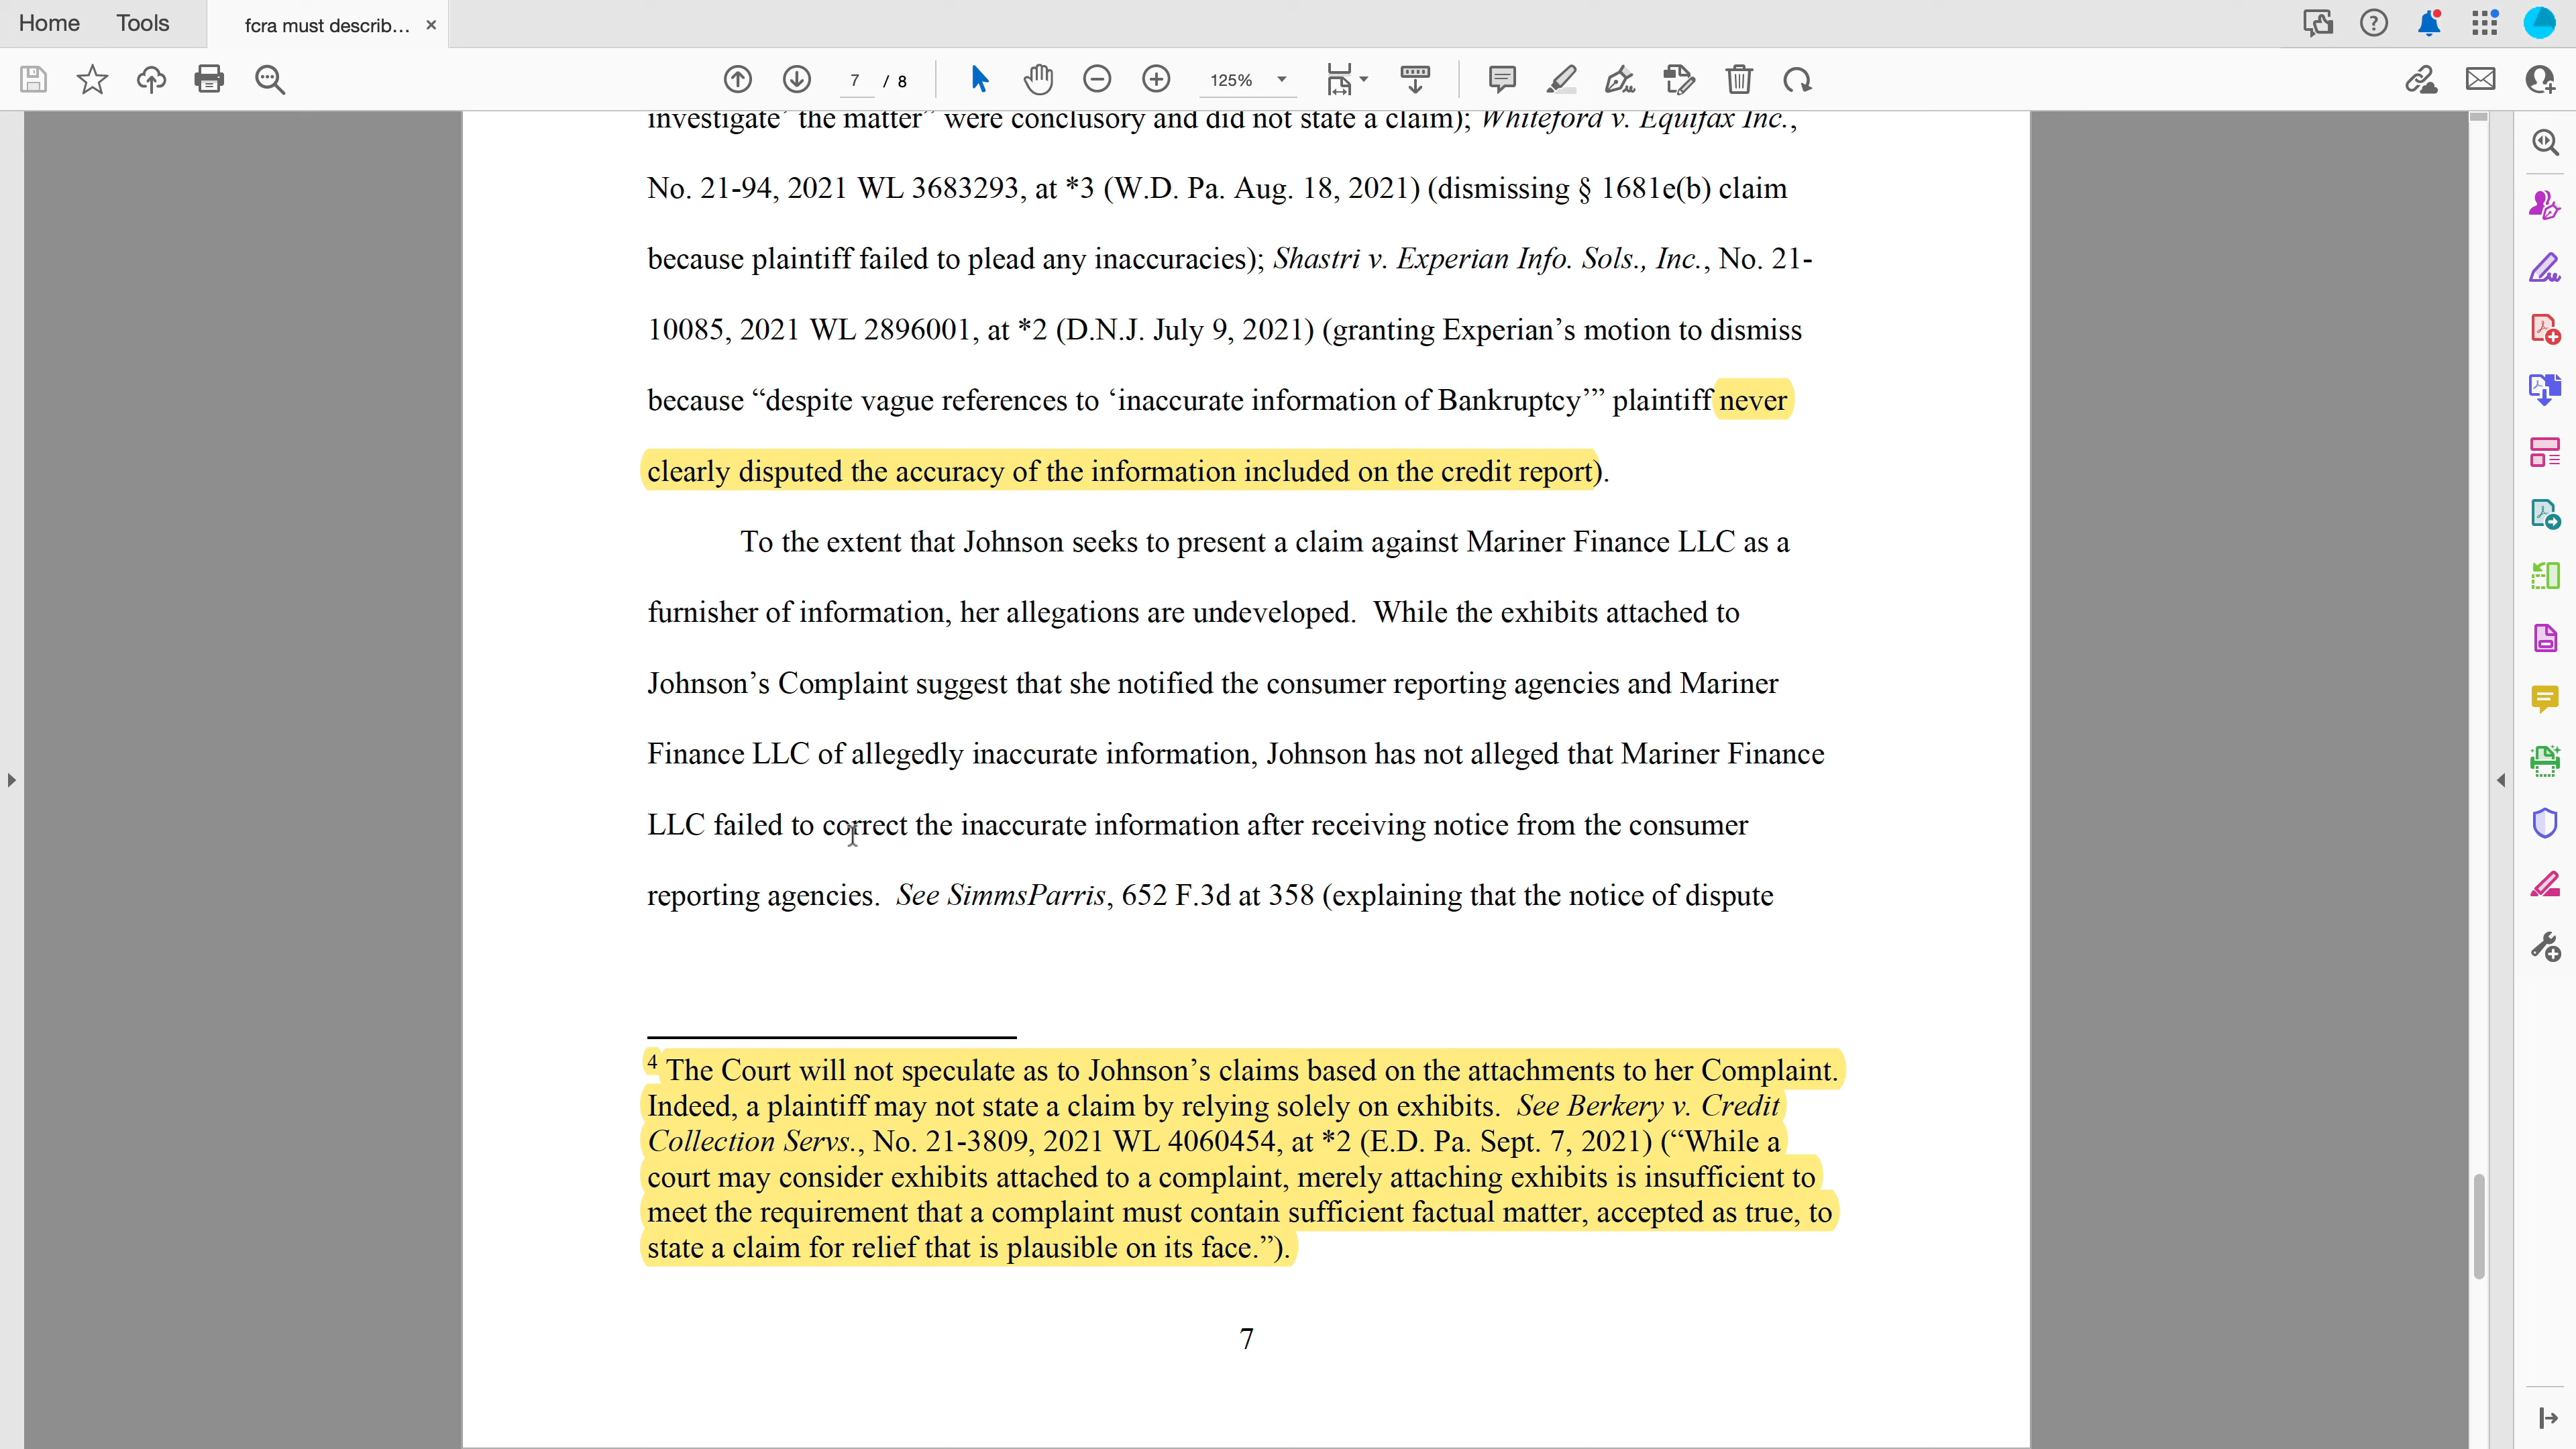 Home Tools fcra must describ... ×
7 / 8 125%
investigate’ the matter” were conclusory and did not state a claim); Whiteford v. Equifax Inc.,
No. 21-94, 2021 WL 3683293, at *3 (W.D. Pa. Aug. 18, 2021) (dismissing § 1681e(b) claim
because plaintiff failed to plead any inaccuracies); Shastri v. Experian Info. Sols., Inc., No. 21-
10085, 2021 WL 2896001, at *2 (D.N.J. July 9, 2021) (granting Experian’s motion to dismiss
because “despite vague references to ‘inaccurate information of Bankruptcy’” plaintiff never
clearly disputed the accuracy of the information included on the credit report).
To the extent that Johnson seeks to present a claim against Mariner Finance LLC as a
furnisher of information, her allegations are undeveloped. While the exhibits attached to
Johnson’s Complaint suggest that she notified the consumer reporting agencies and Mariner
Finance LLC of allegedly inaccurate information, Johnson has not alleged that Mariner Finance
LLC failed to correct the inaccurate information after receiving notice from the consumer
reporting agencies. See SimmsParris, 652 F.3d at 358 (explaining that the notice of dispute
4 The Court will not speculate as to Johnson’s claims based on the attachments to her Complaint.
Indeed, a plaintiff may not state a claim by relying solely on exhibits. See Berkery v. Credit
Collection Servs., No. 21-3809, 2021 WL 4060454, at *2 (E.D. Pa. Sept. 7, 2021) (“While a
court may consider exhibits attached to a complaint, merely attaching exhibits is insufficient to
meet the requirement that a complaint must contain sufficient factual matter, accepted as true, to
state a claim for relief that is plausible on its face.”).
7